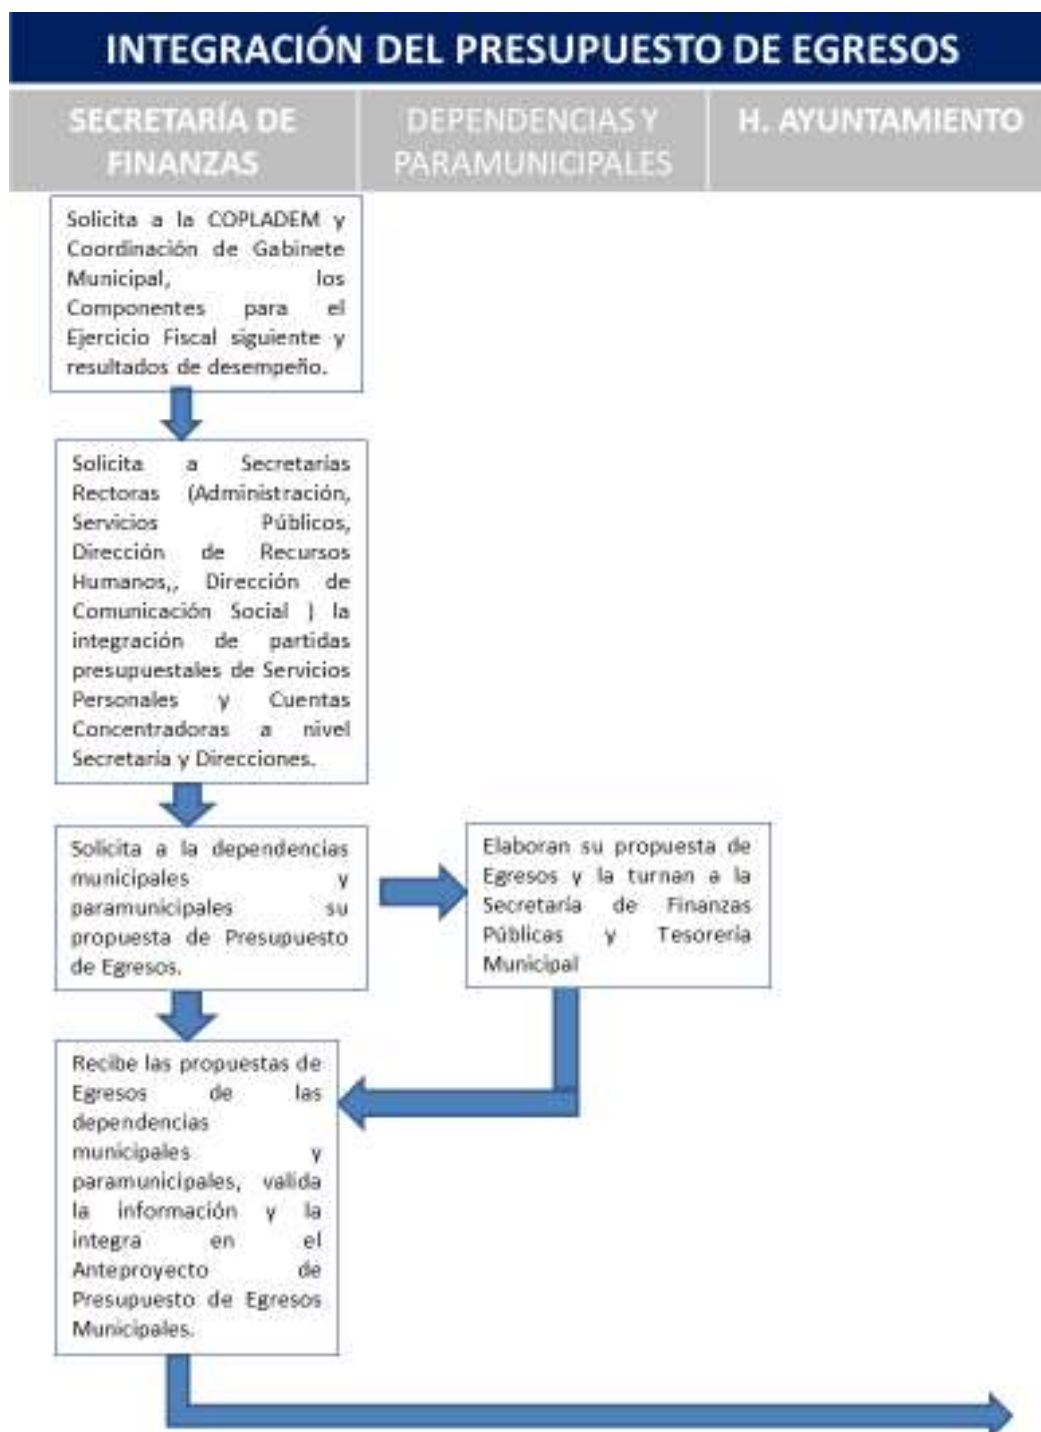 INTEGRACIÓN DEL PRESUPUESTO DE EGRESOS
SECRETARÍA DE
FINANZAS
DEPENDENCIAS Y
PARAMUNICIPALES
H. AYUNTAMIENTO
Solicita a la COPLADEM y
Coordinación de Gabinete
Municipal, los
Componentes para el
Ejercicio Fiscal siguiente y
resultados de desempeño.
Solicita a Secretarías
Rectoras (Administración,
Servicios Públicos,
Dirección de Recursos
Humanos,, Dirección de
Comunicación Social ) la
integración de partidas
presupuestales de Servicios
Personales y Cuentas
Concentradoras a nivel
Secretaría y Direcciones.
Solicita a la dependencias
municipales y
paramunicipales su
propuesta de Presupuesto
de Egresos.
Elaboran su propuesta de
Egresos y la turnan a la
Secretaría de Finanzas
Públicas y Tesorería
Municipal
Recibe las propuestas de
Egresos de las
dependencias
municipales y
paramunicipales, valida
la información y la
integra en el
Anteproyecto de
Presupuesto de Egresos
Municipales.